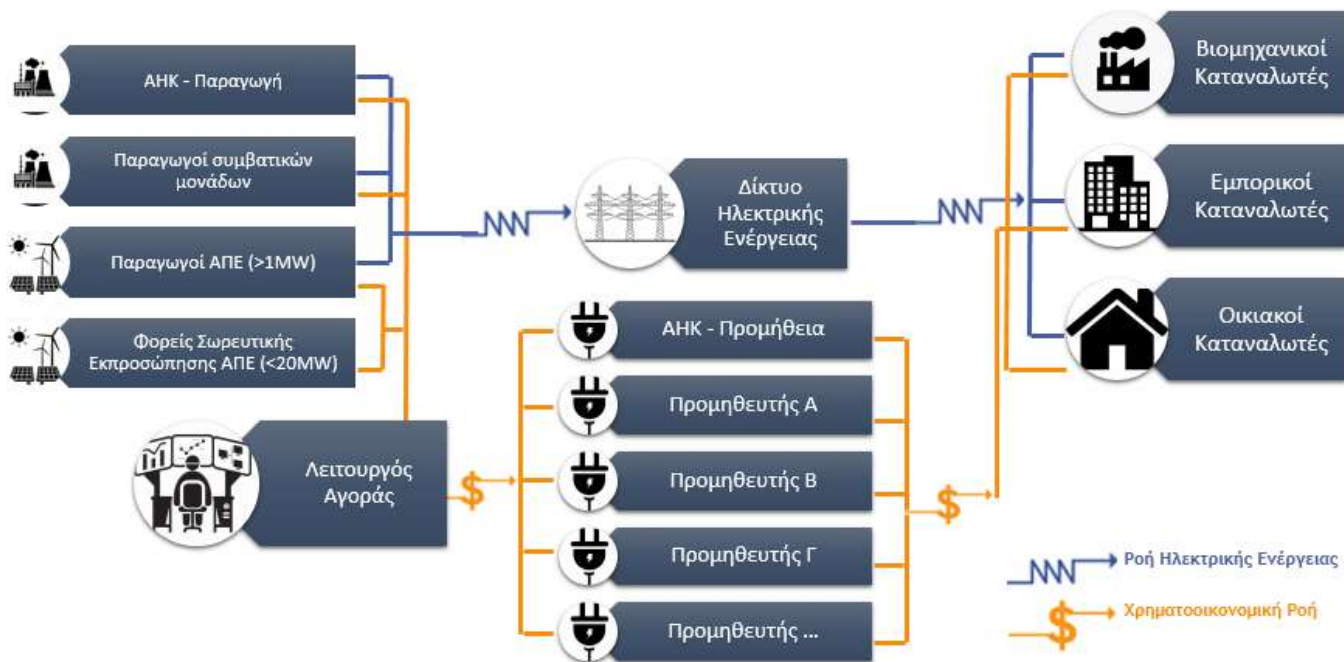 ΑΗΚ - Παραγωγή
Παραγωγοί συμβατικών
μονάδων
Παραγωγοί ΑΠΕ (>1MW)
Φορείς Σωρευτικής
Εκπροσώπησης ΑΠΕ (<20MW)
Λειτουργός
Αγοράς
Δίκτυο
Ηλεκτρικής
Ενέργειας
ΑΗΚ - Προμήθεια
Προμηθευτής Α
Προμηθευτής Β
Προμηθευτής Γ
Προμηθευτής ...
Βιομηχανικοί
Καταναλωτές
Εμπορικοί
Καταναλωτές
Οικιακοί
Καταναλωτές
Ροή Ηλεκτρικής Ενέργειας
Χρηματοοικονομική Ροή